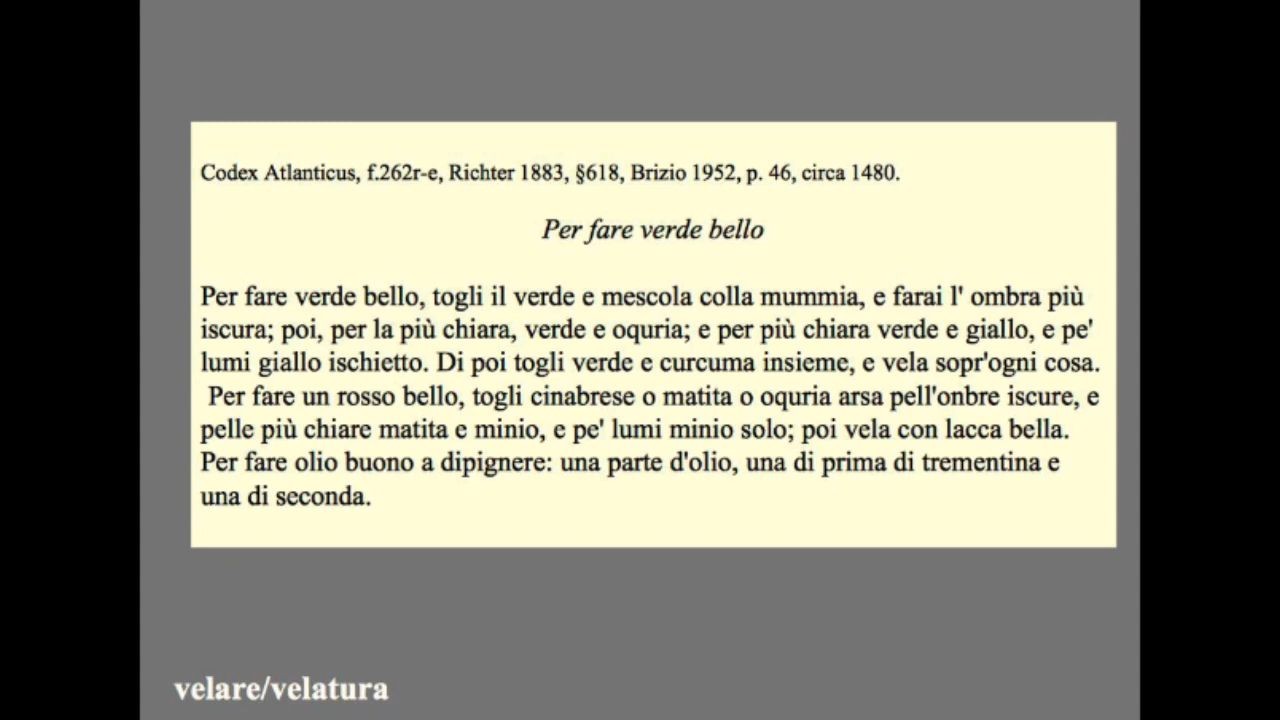 Codex Atlanticus, f.262r-e, Richter 1883, §618, Brizio 1952, p. 46, circa 1480.
Per fare verde bello
Per fare verde bello, togli il verde e mescola colla mummia, e farai l' ombra più
iscura; poi, per la più chiara, verde e oquria; e per più chiara verde e giallo, e pe'
lumi giallo ischietto. Di poi togli verde e curcuma insieme, e vela sopr'ogni cosa.
Per fare un rosso bello, togli cinabrese o matita o oquria arsa pell'onbre iscure, e
pelle più chiare matita e minio, e pe' lumi minio solo; poi vela con lacca bella.
Per fare olio buono a dipignere: una parte d'olio, una di prima di trementina e
una di seconda.
velare/velatura